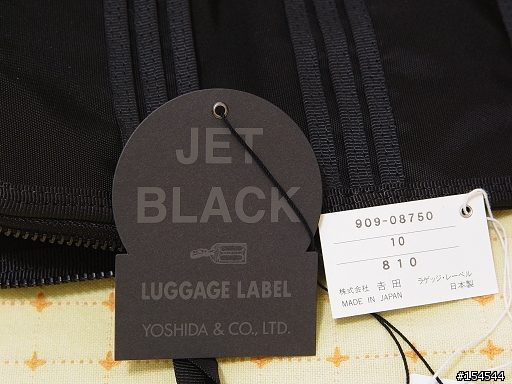 JET
BLACK
LUGGAGE LABEL
YOSHIDA & CO., LTD.
909-08750
10
810
株式会社 吉田 ラゲッジ・レーベル
MADE IN JAPAN 日本製
#154544